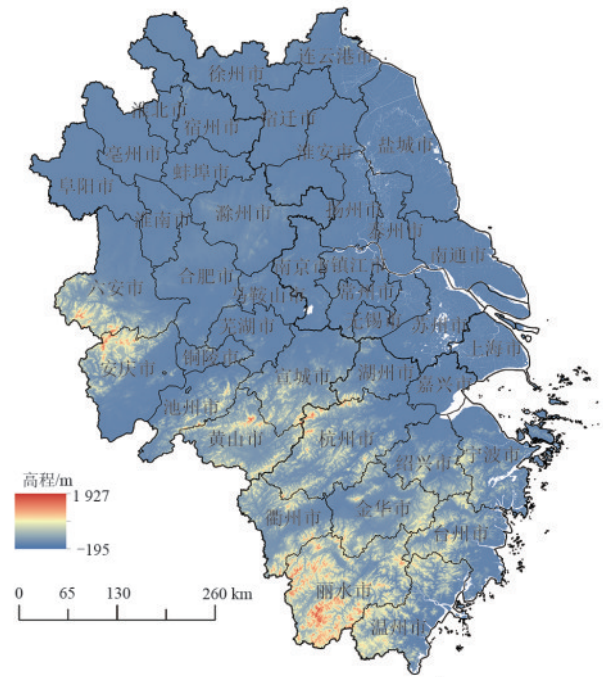 连云港市
徐州市
淮北市
宿州市
宿迁市
亳州市
淮安市
盐城市
蚌埠市
阜阳市
淮南市
滁州市
扬州市
泰州市
南通市
六安市
合肥市
南京市
镇江市
马鞍山市
常州市
芜湖市
无锡市
苏州市
上海市
安庆市
铜陵市
宣城市
湖州市
嘉兴市
池州市
黄山市
杭州市
绍兴市
宁波市
高程/m
1 927
-195
衢州市
金华市
台州市
丽水市
温州市
0 65 130 260 km